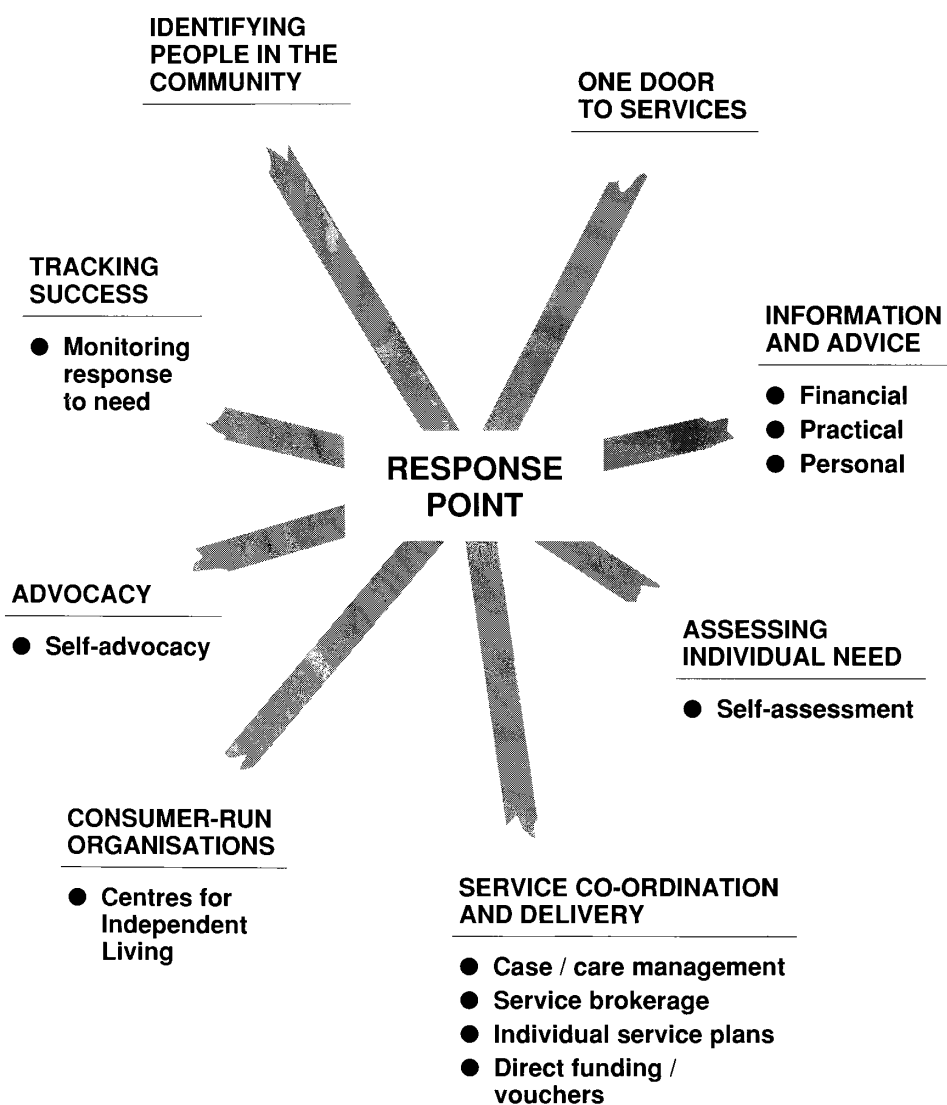 IDENTIFYING
PEOPLE IN THE
COMMUNITY
ONE DOOR
TO SERVICES
TRACKING
SUCCESS
● Monitoring
response
to need
INFORMATION
AND ADVICE
● Financial
● Practical
● Personal
RESPONSE
POINT
ADVOCACY
● Self-advocacy
ASSESSING
INDIVIDUAL NEED
● Self-assessment
CONSUMER-RUN
ORGANISATIONS
● Centres for
Independent
Living
SERVICE CO-ORDINATION
AND DELIVERY
● Case / care management
● Service brokerage
● Individual service plans
● Direct funding /
vouchers